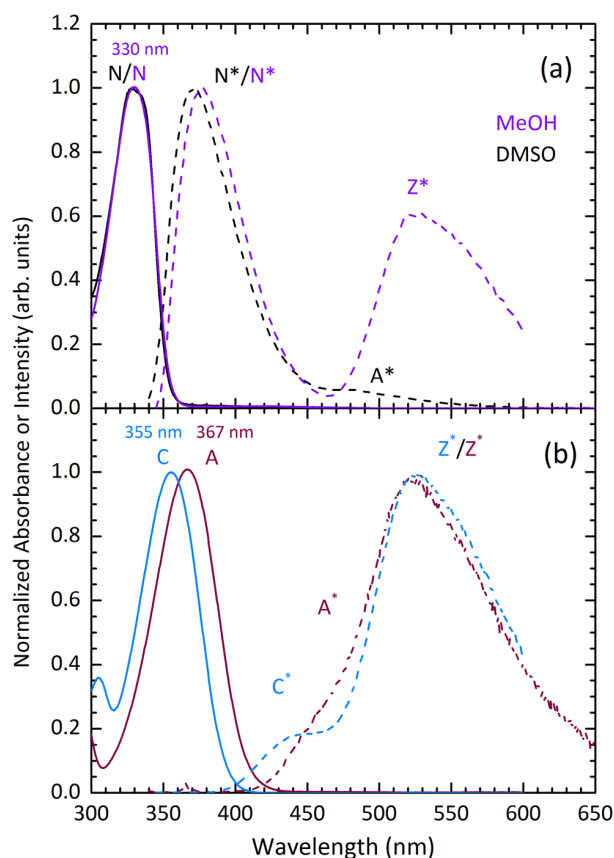 Normalized Absorbance or Intensity (arb. units)
1.2
1.0
0.8
0.6
0.4
0.2
0.0
330 nm
N/N
N*/N*
(a)
MeOH
DMSO
Z*
A*
1.0
0.8
0.6
0.4
0.2
0.0
355 nm
367 nm
C
A
Z*/Z*
(b)
A*
C*
300
350
400
450
500
550
600
650
Wavelength (nm)